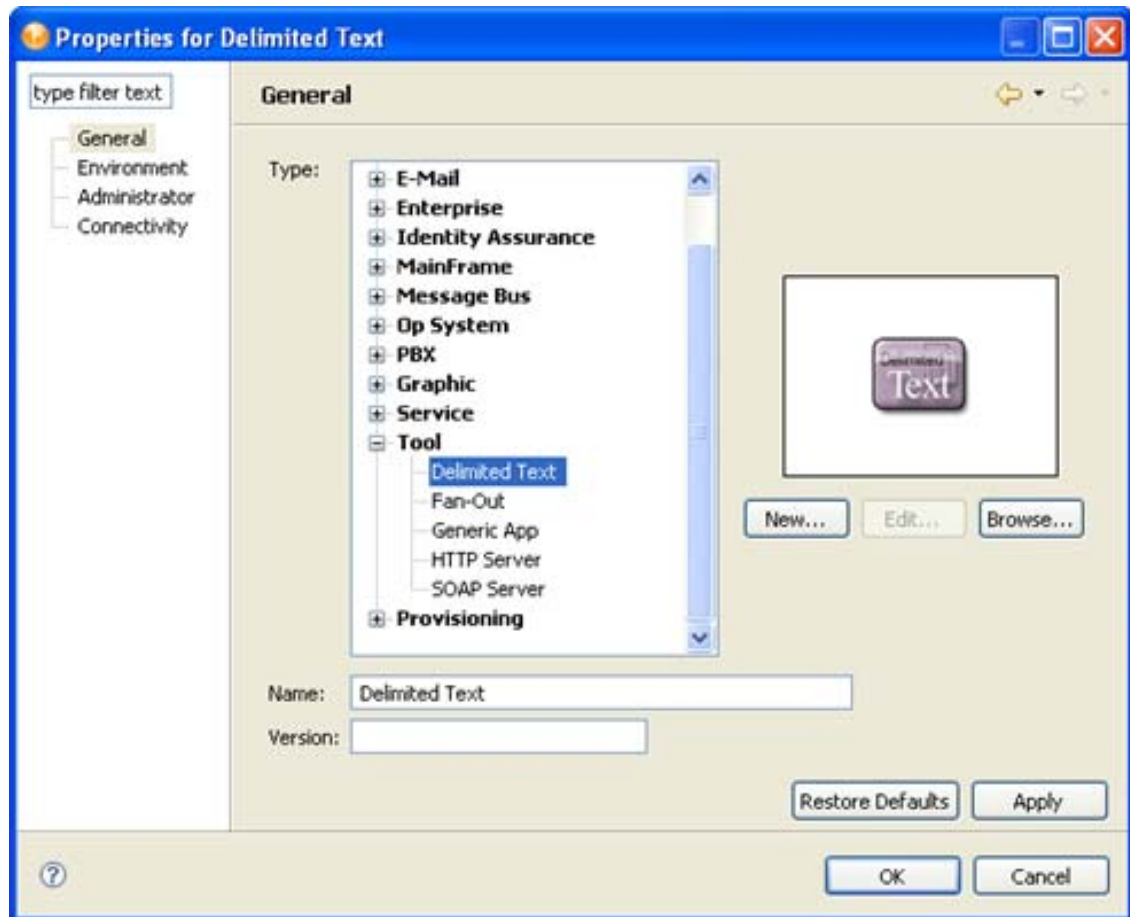 Properties for Delimited Text
type filter text
General
Environment
Administrator
Connectivity
General
Type:
E-Mail
Enterprise
Identity Assurance
MainFrame
Message Bus
Op System
PBX
Graphic
Service
Tool
Delimited Text
Fan-Out
Generic App
HTTP Server
SOAP Server
Provisioning
Delimited
Text
New...
Edit...
Browse...
Name:
Delimited Text
Version:
Restore Defaults
Apply
OK
Cancel